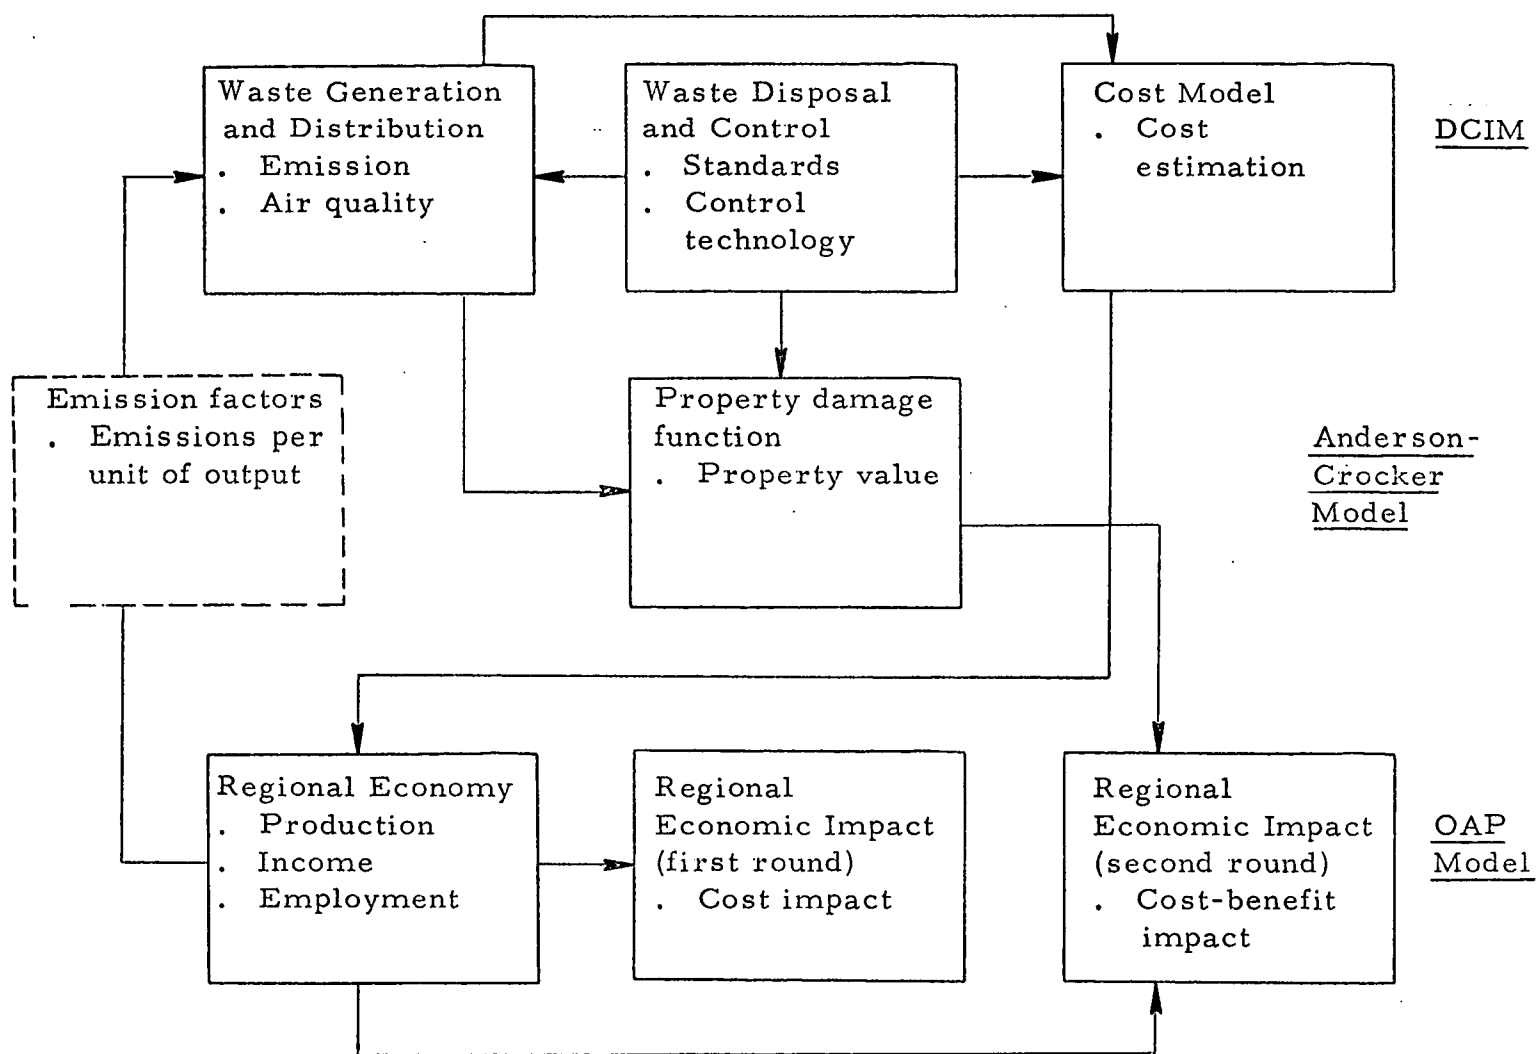 Waste Generation
and Distribution
. Emission
. Air quality
Waste Disposal
and Control
. Standards
. Control
technology
Cost Model
. Cost
estimation
DCIM
Emission factors
. Emissions per
unit of output
Property damage
function
. Property value
Anderson-
Crocker
Model
Regional Economy
. Production
. Income
. Employment
Regional
Economic Impact
(first round)
. Cost impact
Regional
Economic Impact
(second round)
. Cost-benefit
impact
OAP
Model